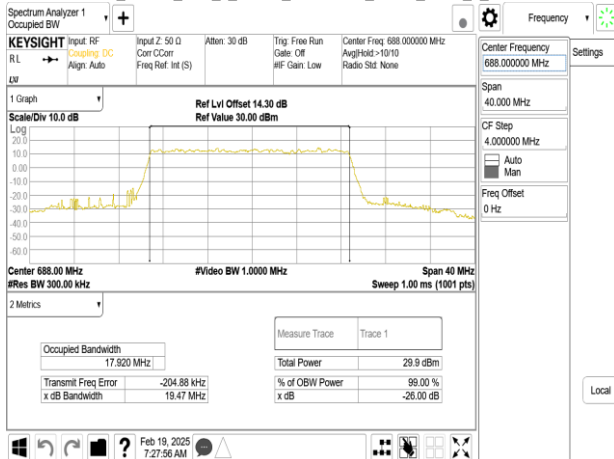 Spectrum Analyzer 1
Occupied BW
Frequency
KEYSIGHT
Input: RF
Coupling: DC
Align: Auto
RL
LXI
Input Z: 50 Ω
Corr CCorr
Freq Ref: Int (S)
Atten: 30 dB
Trig: Free Run
Gate: Off
#IF Gain: Low
Center Freq: 688.000000 MHz
Avg|Hold:>10/10
Radio Std: None
Center Frequency
688.000000 MHz
Settings
Span
40.000 MHz
CF Step
4.000000 MHz
Auto
Man
Freq Offset
0 Hz
Local
1 Graph
Scale/Div 10.0 dB
Ref Lvl Offset 14.30 dB
Ref Value 30.00 dBm
Log
20.0
10.0
0.00
-10.0
-20.0
-30.0
-40.0
-50.0
-60.0
Center 688.00 MHz
#Res BW 300.00 kHz
#Video BW 1.0000 MHz
Span 40 MHz
Sweep 1.00 ms (1001 pts)
2 Metrics
Measure Trace Trace 1
Occupied Bandwidth
17.920 MHz
Total Power 29.9 dBm
Transmit Freq Error -204.88 kHz
% of OBW Power 99.00 %
x dB Bandwidth 19.47 MHz
x dB -26.00 dB
Feb 19, 2025
7:27:56 AM